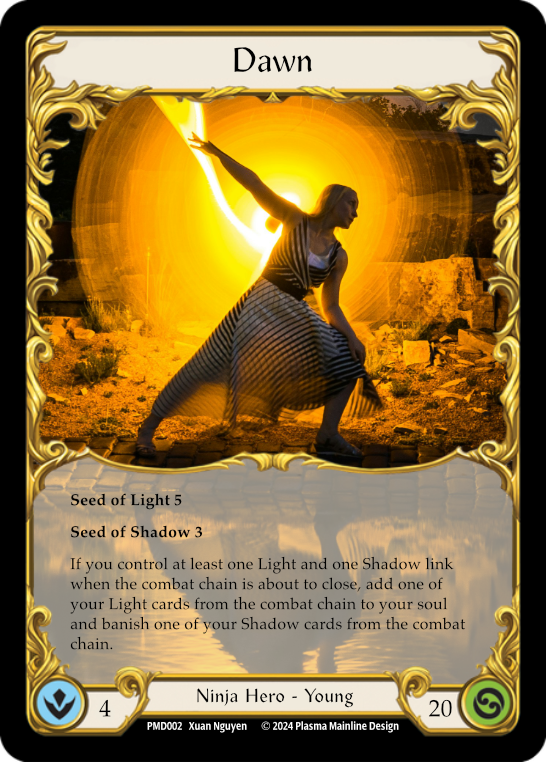 Dawn
Seed of Light 5
Seed of Shadow 3
If you control at least one Light and one Shadow link
when the combat chain is about to close, add one of
your Light cards from the combat chain to your soul
and banish one of your Shadow cards from the combat
chain.
4
Ninja Hero - Young
20
PMD002 Xuan Nguyen © 2024 Plasma Mainline Design